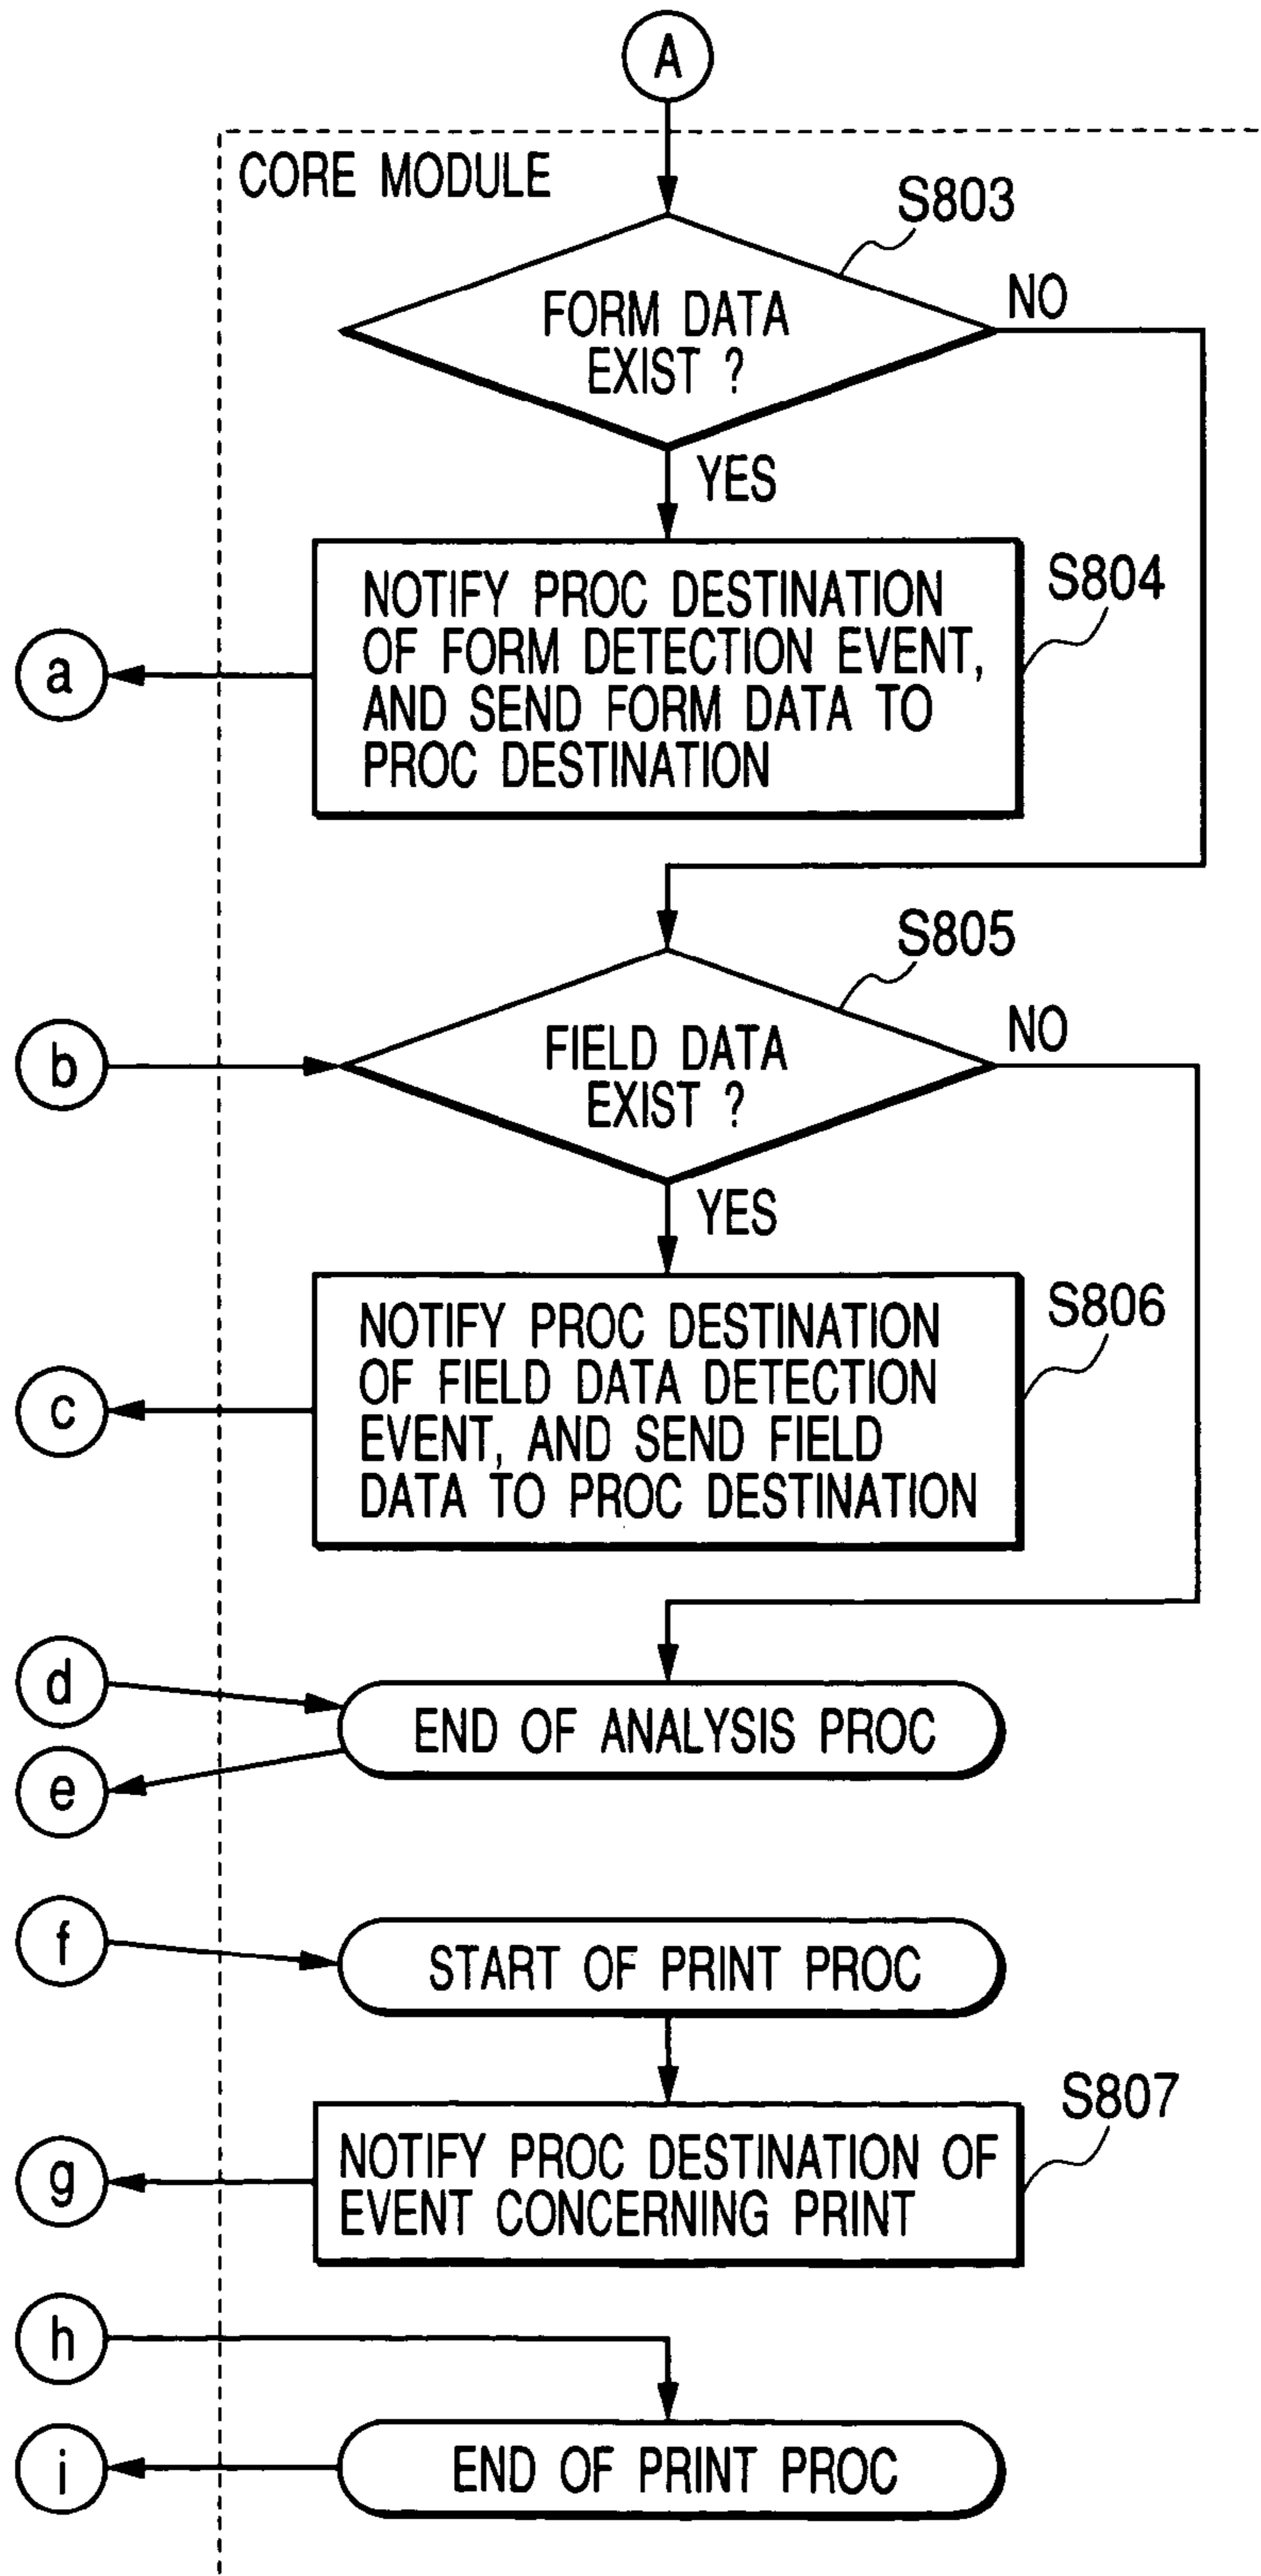 A
CORE MODULE
S803
FORM DATA
EXIST ?
NO
YES
S804
NOTIFY PROC DESTINATION
OF FORM DETECTION EVENT,
AND SEND FORM DATA TO
PROC DESTINATION
a
S805
b
FIELD DATA
EXIST ?
NO
YES
S806
NOTIFY PROC DESTINATION
OF FIELD DATA DETECTION
EVENT, AND SEND FIELD
DATA TO PROC DESTINATION
c
d
END OF ANALYSIS PROC
e
f
START OF PRINT PROC
S807
NOTIFY PROC DESTINATION OF
EVENT CONCERNING PRINT
g
h
END OF PRINT PROC
i